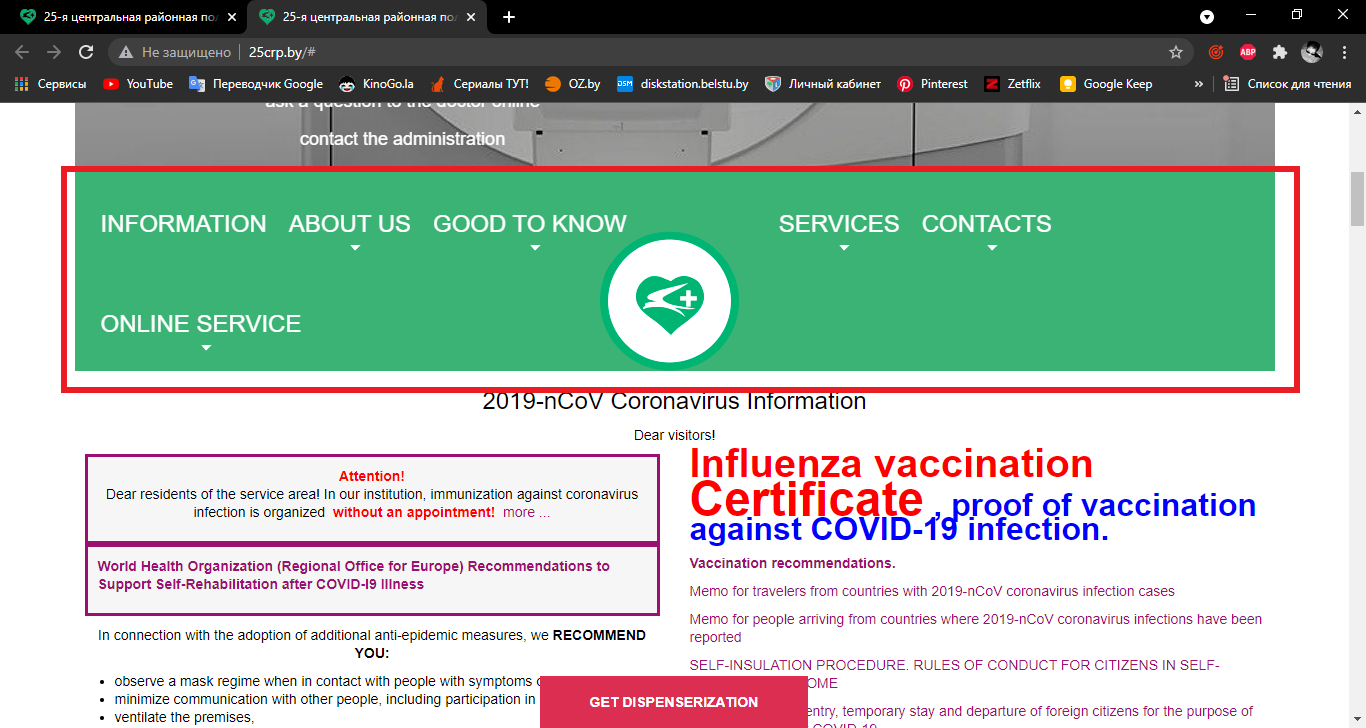 25-я центральная районная пол
25-я центральная районная пол
Не защищено
25crp.by/#
ABP
Сервисы
YouTube
Переводчик Google
KinoGo.la
Сериалы ТУТ!
OZ.by
DSM
diskstation.belstu.by
Личный кабинет
Pinterest
Zetflix
Google Keep
»
Список для чтения
ask a question to the doctor online
contact the administration
INFORMATION ABOUT US GOOD TO KNOW SERVICES CONTACTS
ONLINE SERVICE
2019-nCoV Coronavirus Information
Dear visitors!
Attention!
Dear residents of the service area! In our institution, immunization against coronavirus
infection is organized without an appointment! more ...
World Health Organization (Regional Office for Europe) Recommendations to
Support Self-Rehabilitation after COVID-I9 Illness
In connection with the adoption of additional anti-epidemic measures, we RECOMMEND
YOU:
observe a mask regime when in contact with people with symptoms
minimize communication with other people, including participation in
ventilate the premises,
Influenza vaccination
Certificate , proof of vaccination
against COVID-19 infection.
Vaccination recommendations.
Memo for travelers from countries with 2019-nCoV coronavirus infection cases
Memo for people arriving from countries where 2019-nCoV coronavirus infections have been
reported
SELF-INSULATION PROCEDURE. RULES OF CONDUCT FOR CITIZENS IN SELF-
OME
entry, temporary stay and departure of foreign citizens for the purpose of
COVID-19
GET DISPENSERIZATION